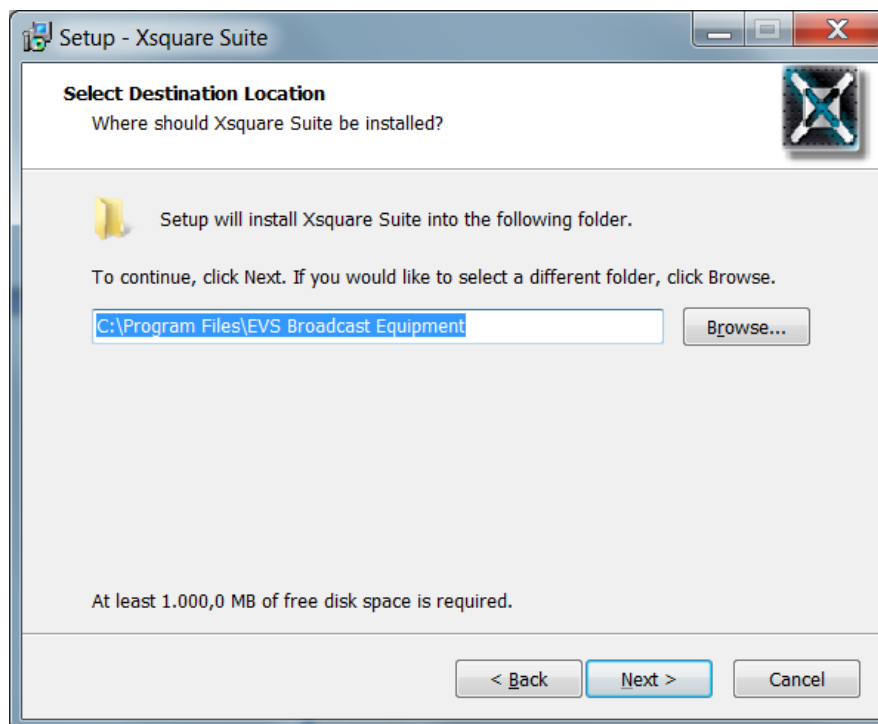 Setup - Xsquare Suite
Select Destination Location
Where should Xsquare Suite be installed?
Setup will install Xsquare Suite into the following folder.
To continue, click Next. If you would like to select a different folder, click Browse.
C:\Program Files\EVS Broadcast Equipment
Browse...
At least 1.000,0 MB of free disk space is required.
< Back
Next >
Cancel